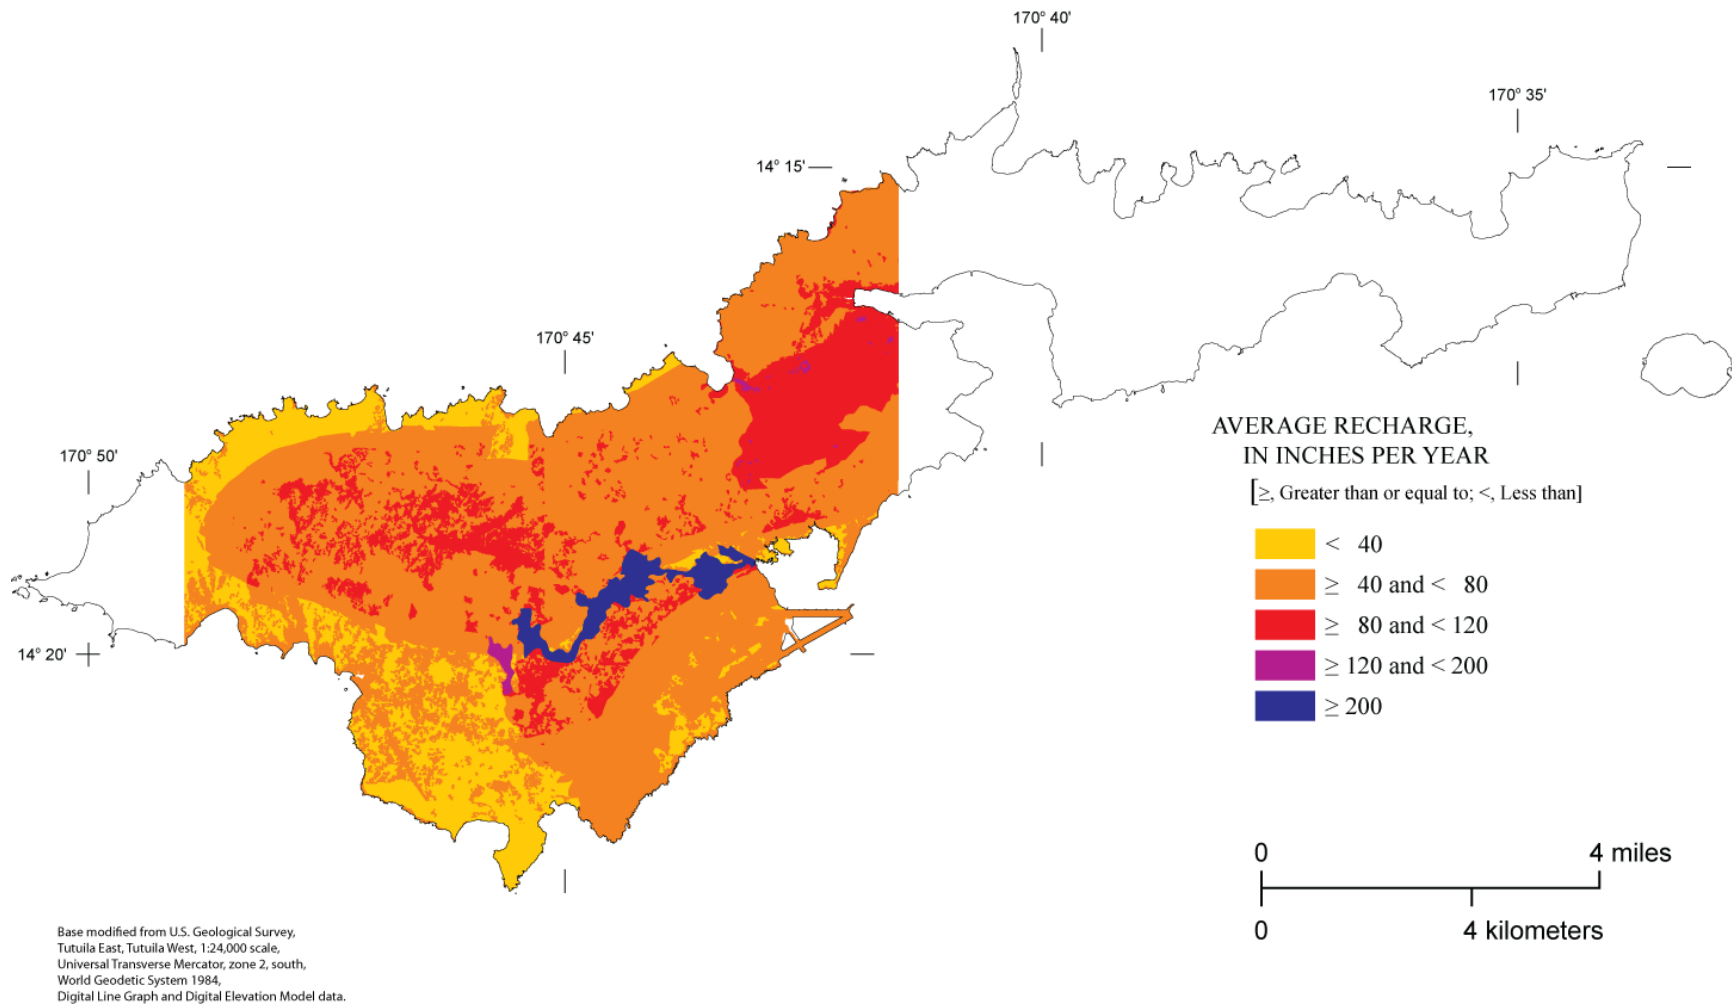 170° 40'
170° 35'
14° 15'
170° 45'
170° 50'
14° 20'
AVERAGE RECHARGE,
IN INCHES PER YEAR
[≥, Greater than or equal to; <, Less than]
< 40
≥ 40 and < 80
≥ 80 and < 120
≥ 120 and < 200
≥ 200
0 4 miles
0 4 kilometers
Base modified from U.S. Geological Survey,
Tutuila East, Tutuila West, 1:24,000 scale,
Universal Transverse Mercator, zone 2, south,
World Geodetic System 1984,
Digital Line Graph and Digital Elevation Model data.